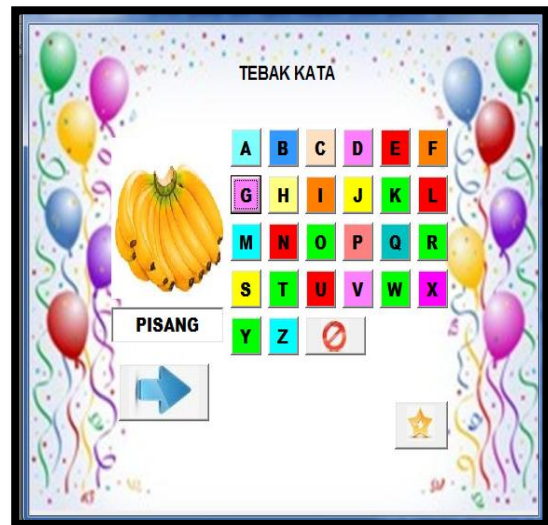 TEBAK KATA
A B C D E F
G H I J K L
M N O P Q R
S T U V W X
PISANG
Y Z